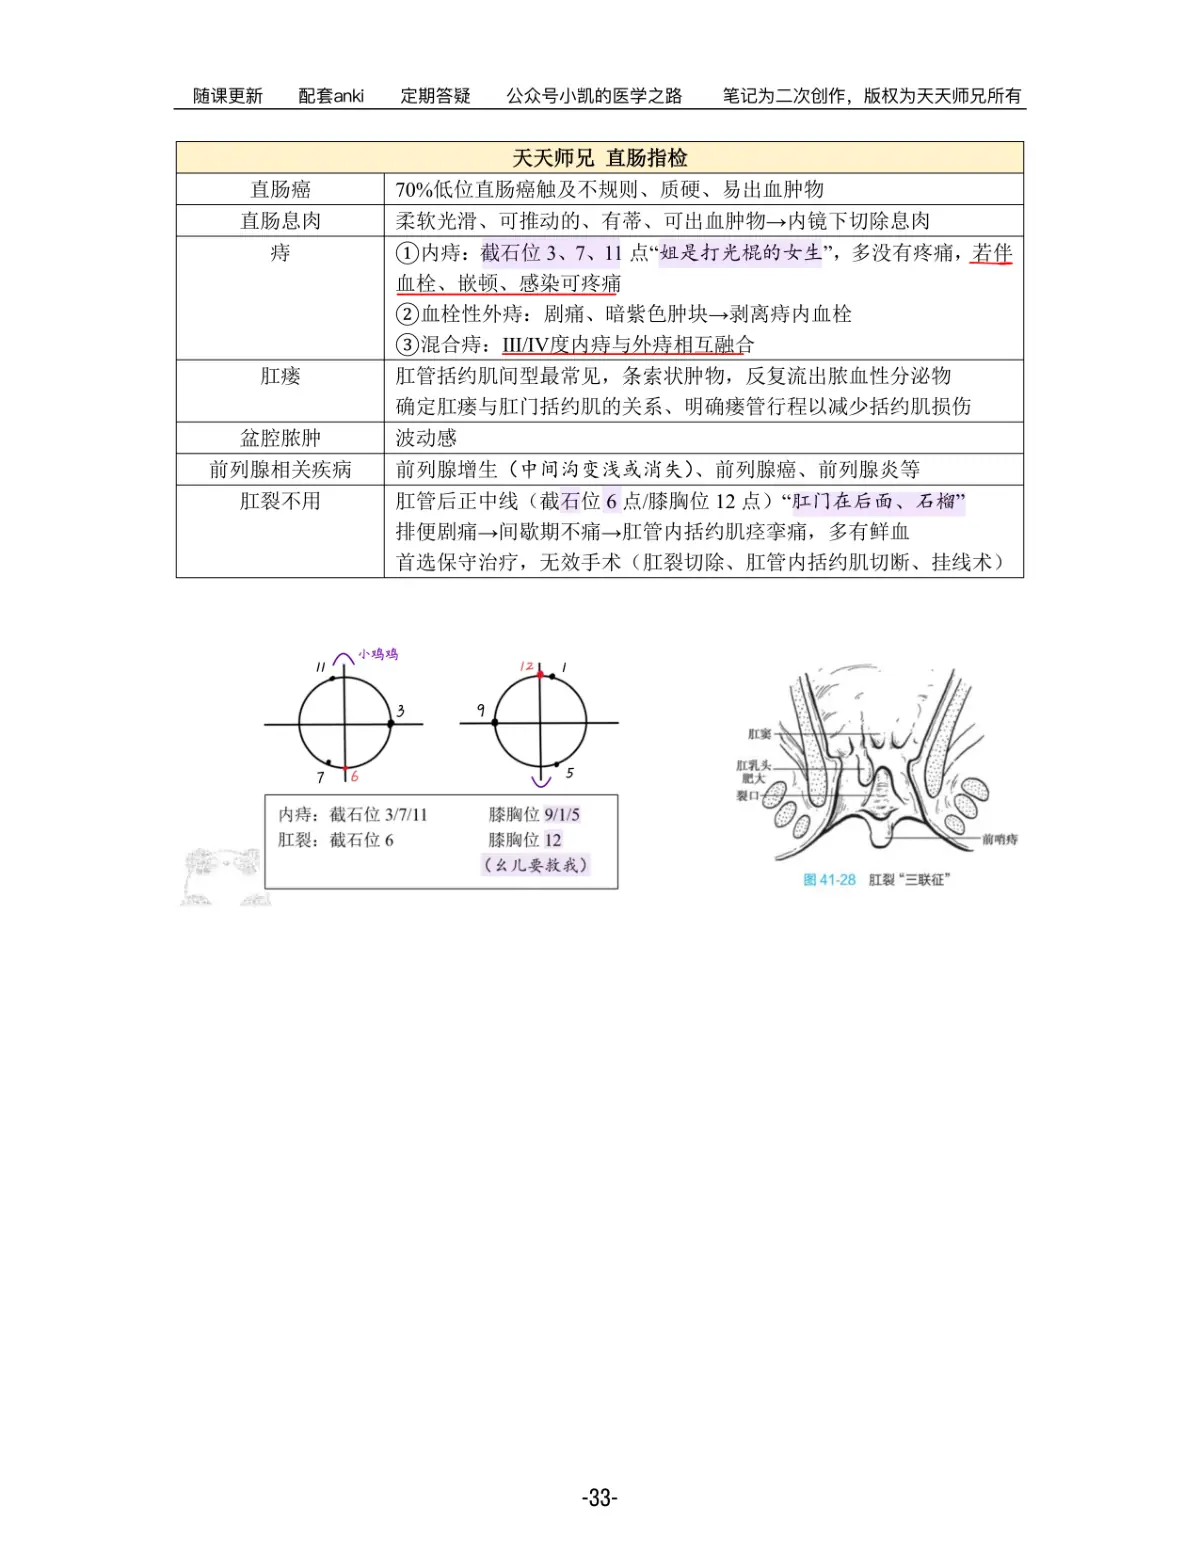 随课更新 配套anki 定期答疑 公众号小凯的医学之路 笔记为二次创作，版权为天天师兄所有
天天师兄 直肠指检
直肠癌 70%低位直肠癌触及不规则、质硬、易出血肿物
直肠息肉 柔软光滑、可推动的、有蒂、可出血肿物→内镜下切除息肉
痔 ①内痔：截石位 3、7、11 点“姐是打光棍的女生”，多没有疼痛，若伴
血栓、嵌顿、感染可疼痛
②血栓性外痔：剧痛、暗紫色肿块→剥离痔内血栓
③混合痔：III/IV度内痔与外痔相互融合
肛瘘 肛管括约肌间型最常见，条索状肿物，反复流出脓血性分泌物
确定肛瘘与肛门括约肌的关系、明确瘘管行程以减少括约肌损伤
盆腔脓肿 波动感
前列腺相关疾病 前列腺增生（中间沟变浅或消失）、前列腺癌、前列腺炎等
肛裂不用 肛管后正中线（截石位 6 点/膝胸位 12 点）“肛门在后面、石榴”
排便剧痛→间歇期不痛→肛管内括约肌痉挛痛，多有鲜血
首选保守治疗，无效手术（肛裂切除、肛管内括约肌切断、挂线术）
小鸡鸡
11
3
7
6
12
1
9
5
内痔：截石位 3/7/11 膝胸位 9/1/5
肛裂：截石位 6 膝胸位 12
（幺儿要救我）
肛窦
肛乳头
肥大
裂口
前哨痔
图 41-28 肛裂“三联征”
-33-